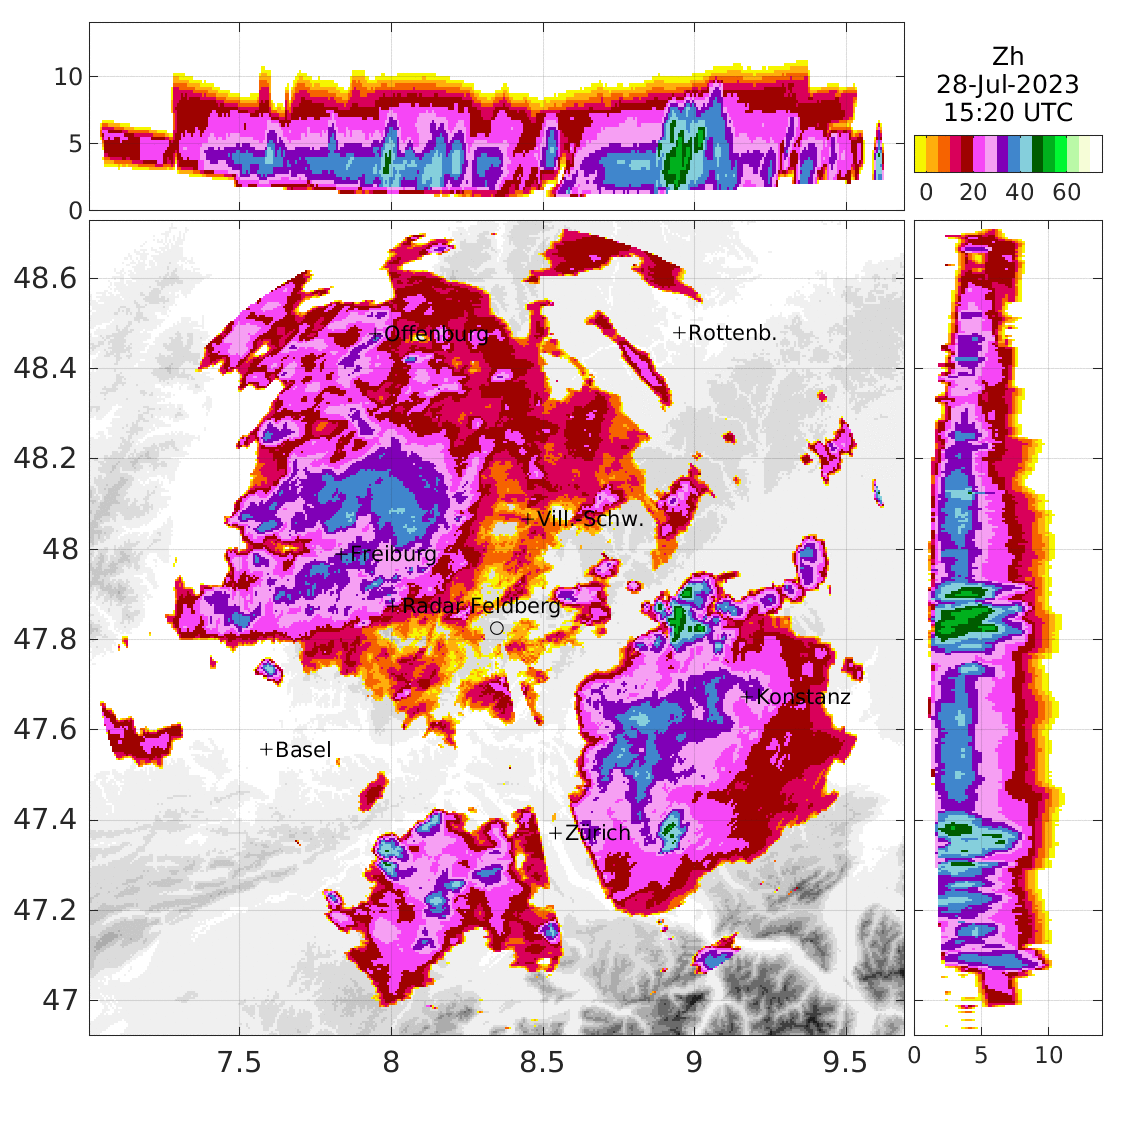 10
5
0
Zh
28-Jul-2023
15:20 UTC
0 20 40 60
48.6
48.4
48.2
48
47.8
47.6
47.4
47.2
47
+Offenburg
+Rottenb.
+Vill.-Schw.
+Freiburg
+Radar Feldberg
+Konstanz
+Basel
+Zürich
7.5 8 8.5 9 9.5
0 5 10